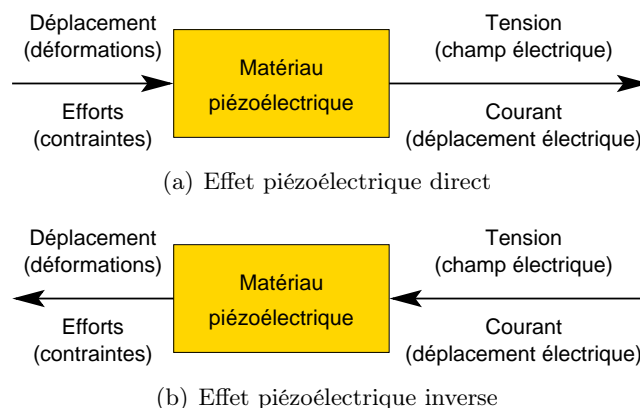 Déplacement
(déformations)
Efforts
(contraintes)
Matériau
piézoélectrique
Tension
(champ électrique)
Courant
(déplacement électrique)
(a) Effet piézoélectrique direct
Déplacement
(déformations)
Efforts
(contraintes)
Matériau
piézoélectrique
Tension
(champ électrique)
Courant
(déplacement électrique)
(b) Effet piézoélectrique inverse